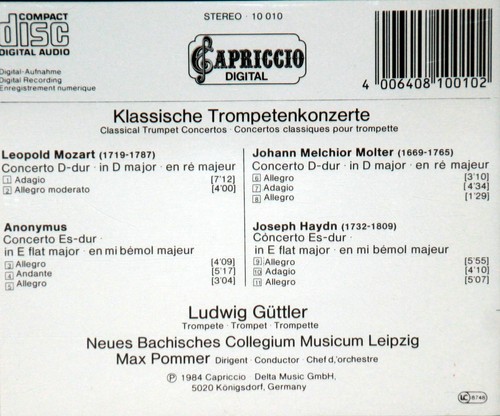 COMPACT
disc
DIGITAL AUDIO
Digital-Aufnahme
Digital Recording
Enregistrement numerique
STEREO · 10 010
CAPRICCIO
DIGITAL
4 006408 100102
Klassische Trompetenkonzerte
Classical Trumpet Concertos · Concertos classiques pour trompette
Leopold Mozart (1719-1787)
Concerto D-dur · in D major · en ré majeur
1 Adagio [7'12]
2 Allegro moderato [4'00]
Anonymus
Concerto Es-dur ·
in E flat major · en mi bémol majeur
3 Allegro [4'09]
4 Andante [5'17]
5 Allegro [3'04]
Johann Melchior Molter (1669-1765)
Concerto D-dur · in D major · en ré majeur
6 Allegro [3'10]
7 Adagio [4'34]
8 Allegro [1'29]
Joseph Haydn (1732-1809)
Concerto Es-dur ·
in E flat major · en mi bémol majeur
9 Allegro [5'55]
10 Adagio [4'10]
11 Allegro [5'07]
Ludwig Güttler
Trompete · Trompet · Trompette
Neues Bachisches Collegium Musicum Leipzig
Max Pommer Dirigent · Conductor · Chef d,'orchestre
Ⓟ 1984 Capriccio Delta Music GmbH,
5020 Königsdorf, Germany
LC 8748